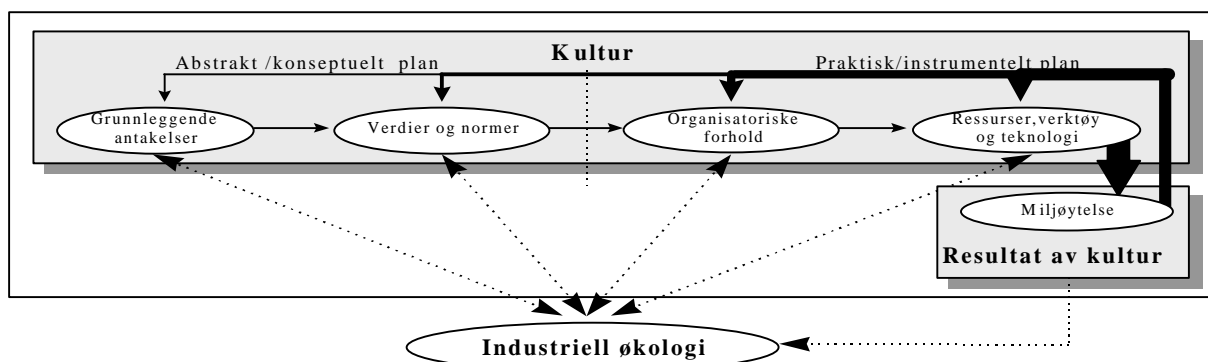 Kultur
Abstrakt /konseptuelt plan
Praktisk/instrumentelt plan
Grunnleggende
antakelser
Verdier og normer
Organisatoriske
forhold
Ressurser,verktøy
og teknologi
Miljøytelse
Resultat av kultur
Industriell økologi